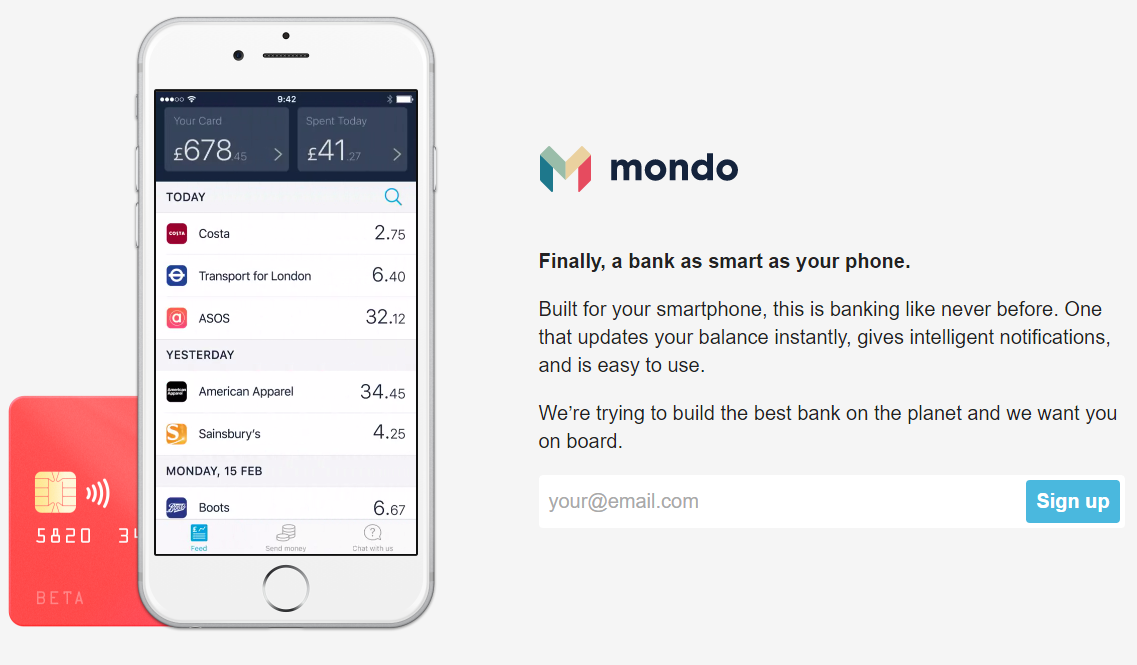 9:42
Your Card
Spent Today
£678.45
£41.27
TODAY
COSTA
Costa
2.75
Transport for London
6.40
a
ASOS
32.12
YESTERDAY
American Apparel
American Apparel
34.45
S
Sainsbury's
4.25
MONDAY, 15 FEB
Boots
Boots
6.67
Feed
Send money
Chat with us
5820 34
BETA
mondo
Finally, a bank as smart as your phone.
Built for your smartphone, this is banking like never before. One
that updates your balance instantly, gives intelligent notifications,
and is easy to use.
We’re trying to build the best bank on the planet and we want you
on board.
your@email.com
Sign up